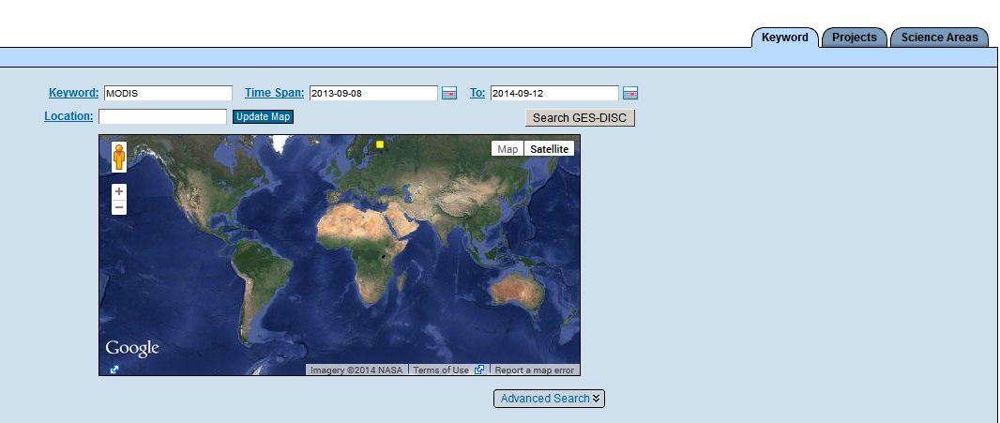 Keyword Projects Science Areas
Keyword: MODIS Time Span: 2013-09-08 To: 2014-09-12
Location: Update Map Search GES-DISC
Map Satellite
+
−
Google
Imagery ©2014 NASA Terms of Use Report a map error
Advanced Search